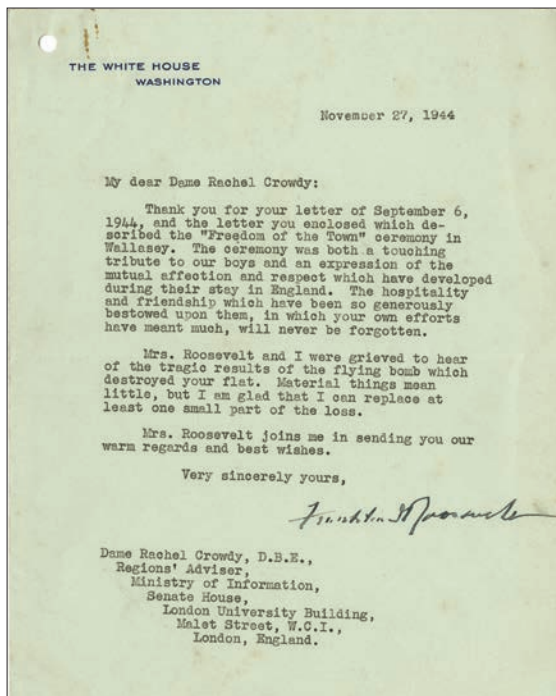 THE WHITE HOUSE
WASHINGTON
November 27, 1944
My dear Dame Rachel Crowdy:
Thank you for your letter of September 6,
1944, and the letter you enclosed which de-
scribed the "Freedom of the Town" ceremony in
Wallasey. The ceremony was both a touching
tribute to our boys and an expression of the
mutual affection and respect which have developed
during their stay in England. The hospitality
and friendship which have been so generously
bestowed upon them, in which your own efforts
have meant much, will never be forgotten.
Mrs. Roosevelt and I were grieved to hear
of the tragic results of the flying bomb which
destroyed your flat. Material things mean
little, but I am glad that I can replace at
least one small part of the loss.
Mrs. Roosevelt joins me in sending you our
warm regards and best wishes.
Very sincerely yours,
Franklin D Roosevelt
Dame Rachel Crowdy, D.B.E.,
Regions' Adviser,
Ministry of Information,
Senate House,
London University Building,
Malet Street, W.C.I.,
London, England.